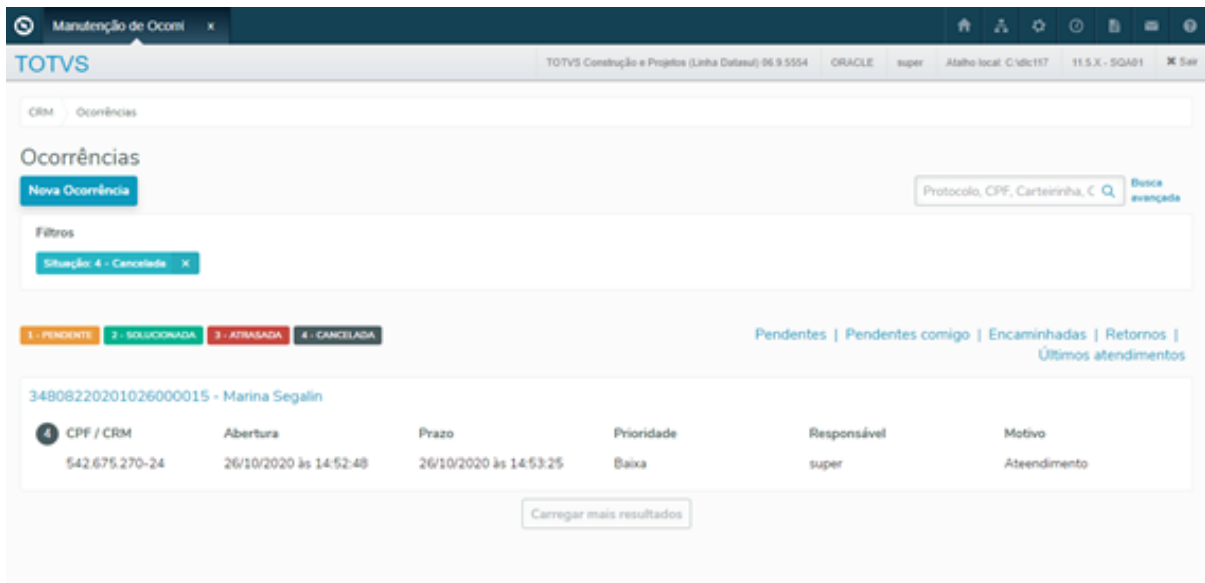 Manutenção de Ocorri ×
TOTVS
TOTVS Construção e Projetos (Linha Datasul) 06.9.5554 ORACLE super Atalho local: C:\dlc117 11.5.X - SQA01 ✖ Sair
CRM Ocorrências
Ocorrências
Nova Ocorrência
Protocolo, CPF, Carteirinha, C
Busca avançada
Filtros
Situação: 4 - Cancelada ×
1 - PENDENTE 2 - SOLUCIONADA 3 - ATRASADA 4 - CANCELADA
Pendentes | Pendentes comigo | Encaminhadas | Retornos |
Últimos atendimentos
34808220201026000015 - Marina Segalin
4 CPF / CRM Abertura Prazo Prioridade Responsável Motivo
542.675.270-24 26/10/2020 às 14:52:48 26/10/2020 às 14:53:25 Baixa super Ateendimento
Carregar mais resultados